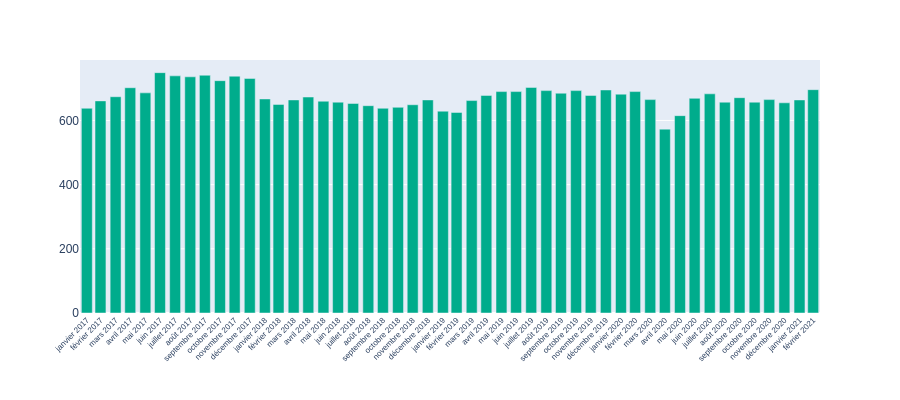 600
400
200
0
janvier 2017
février 2017
mars 2017
avril 2017
mai 2017
juin 2017
juillet 2017
août 2017
septembre 2017
octobre 2017
novembre 2017
décembre 2017
janvier 2018
février 2018
mars 2018
avril 2018
mai 2018
juin 2018
juillet 2018
août 2018
septembre 2018
octobre 2018
novembre 2018
décembre 2018
janvier 2019
février 2019
mars 2019
avril 2019
mai 2019
juin 2019
juillet 2019
août 2019
septembre 2019
octobre 2019
novembre 2019
décembre 2019
janvier 2020
février 2020
mars 2020
avril 2020
mai 2020
juin 2020
juillet 2020
août 2020
septembre 2020
octobre 2020
novembre 2020
décembre 2020
janvier 2021
février 2021